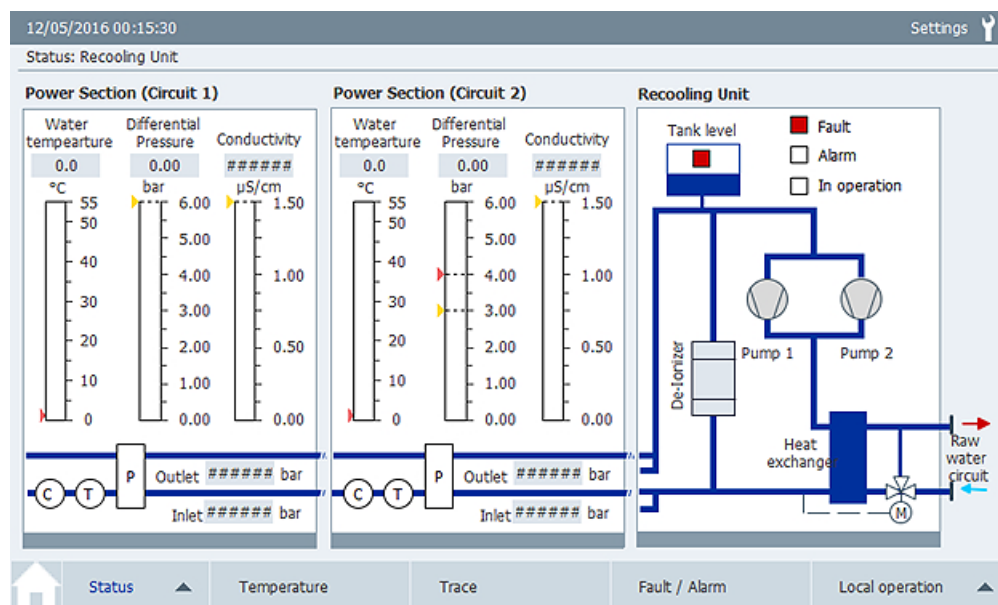 12/05/2016 00:15:30
Settings
Status: Recooling Unit
Power Section (Circuit 1)
Power Section (Circuit 2)
Recooling Unit
Water
tempearture
Differential
Pressure
Conductivity
0.0
0.00
######
°C
bar
µS/cm
55
50
40
30
20
10
0
6.00
5.00
4.00
3.00
2.00
1.00
0.00
1.50
1.00
0.50
0.00
P
C
T
Outlet ###### bar
Inlet ###### bar
Water
tempearture
Differential
Pressure
Conductivity
0.0
0.00
######
°C
bar
µS/cm
55
50
40
30
20
10
0
6.00
5.00
4.00
3.00
2.00
1.00
0.00
1.50
1.00
0.50
0.00
P
C
T
Outlet ###### bar
Inlet ###### bar
Tank level
Fault
Alarm
In operation
Pump 1
Pump 2
De-Ionizer
Heat
exchanger
Raw
water
circuit
M
Status
Temperature
Trace
Fault / Alarm
Local operation